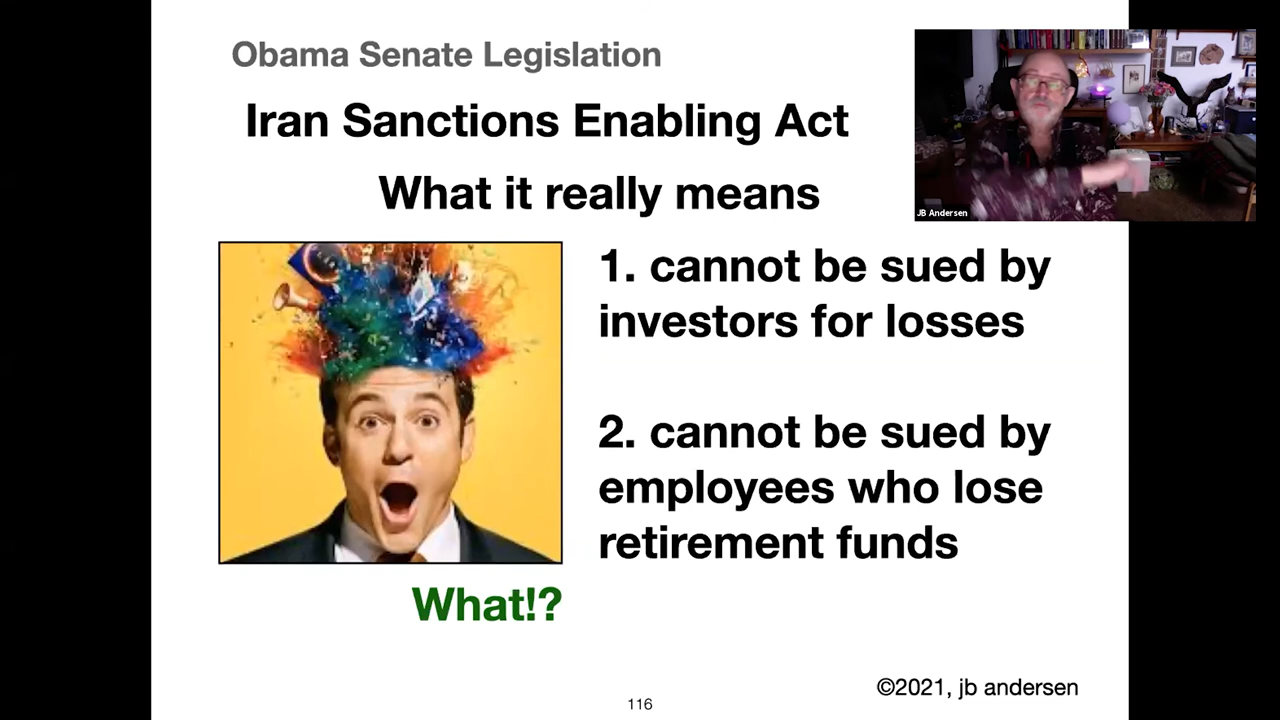 Obama Senate Legislation
Iran Sanctions Enabling Act
What it really means
JB Andersen
1. cannot be sued by
investors for losses
2. cannot be sued by
employees who lose
retirement funds
What!?
©2021, jb andersen
116